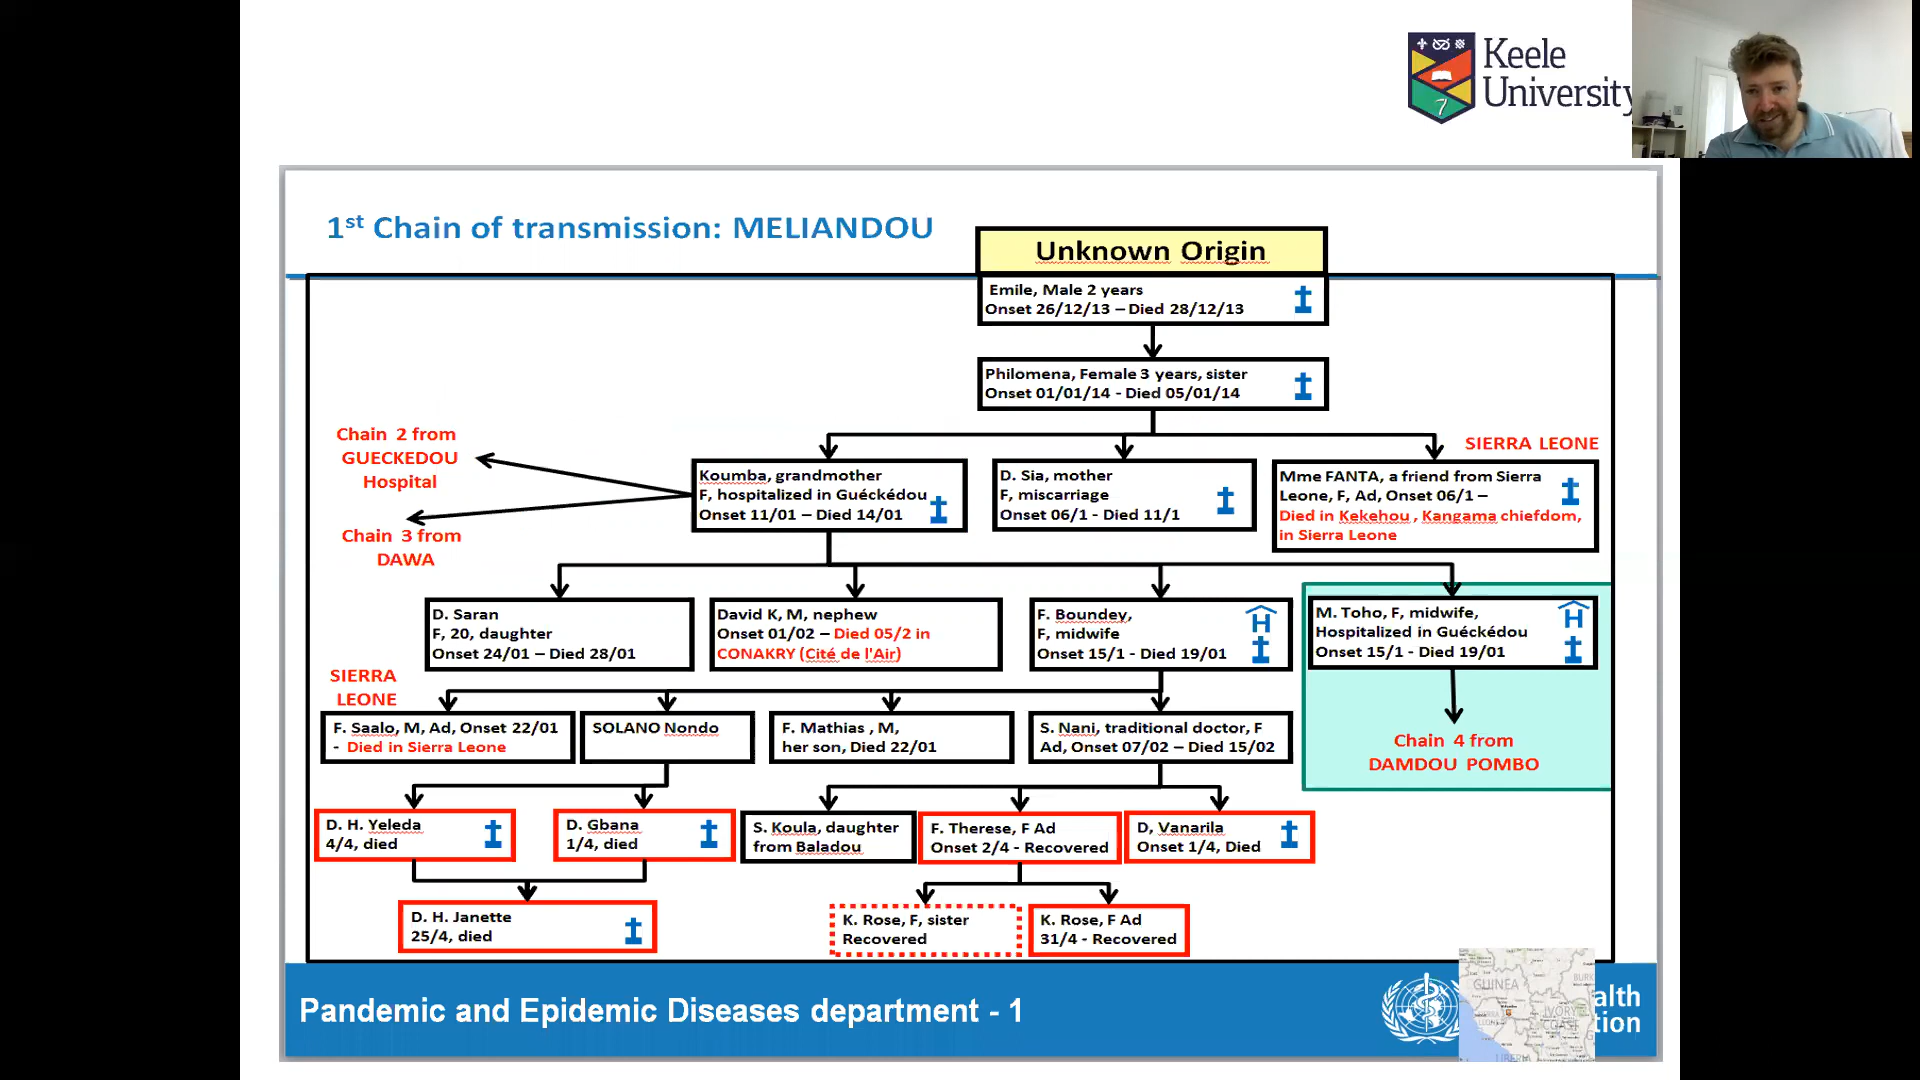 Keele
University
1st Chain of transmission: MELIANDOU
Unknown Origin
Emile, Male 2 years
Onset 26/12/13 – Died 28/12/13
Philomena, Female 3 years, sister
Onset 01/01/14 - Died 05/01/14
Chain 2 from
GUECKEDOU
Hospital
Chain 3 from
DAWA
SIERRA LEONE
Koumba, grandmother
F, hospitalized in Guéckédou
Onset 11/01 – Died 14/01
D. Sia, mother
F, miscarriage
Onset 06/1 - Died 11/1
Mme FANTA, a friend from Sierra
Leone, F, Ad, Onset 06/1 –
Died in Kekehou , Kangama chiefdom,
in Sierra Leone
D. Saran
F, 20, daughter
Onset 24/01 – Died 28/01
David K, M, nephew
Onset 01/02 – Died 05/2 in
CONAKRY (Cité de l'Air)
F. Boundey,
F, midwife
Onset 15/1 - Died 19/01
H
M. Toho, F, midwife,
Hospitalized in Guéckédou
Onset 15/1 - Died 19/01
H
SIERRA
LEONE
F. Saalo, M, Ad, Onset 22/01
- Died in Sierra Leone
SOLANO Nondo
F. Mathias , M,
her son, Died 22/01
S. Nani, traditional doctor, F
Ad, Onset 07/02 – Died 15/02
Chain 4 from
DAMDOU POMBO
D. H. Yeleda
4/4, died
D. Gbana
1/4, died
S. Koula, daughter
from Baladou
F. Therese, F Ad
Onset 2/4 - Recovered
D, Vanarila
Onset 1/4, Died
D. H. Janette
25/4, died
K. Rose, F, sister
Recovered
K. Rose, F Ad
31/4 - Recovered
Pandemic and Epidemic Diseases department - 1
alth
tion
GUINEA
IVORY
COAST
LIBERIA